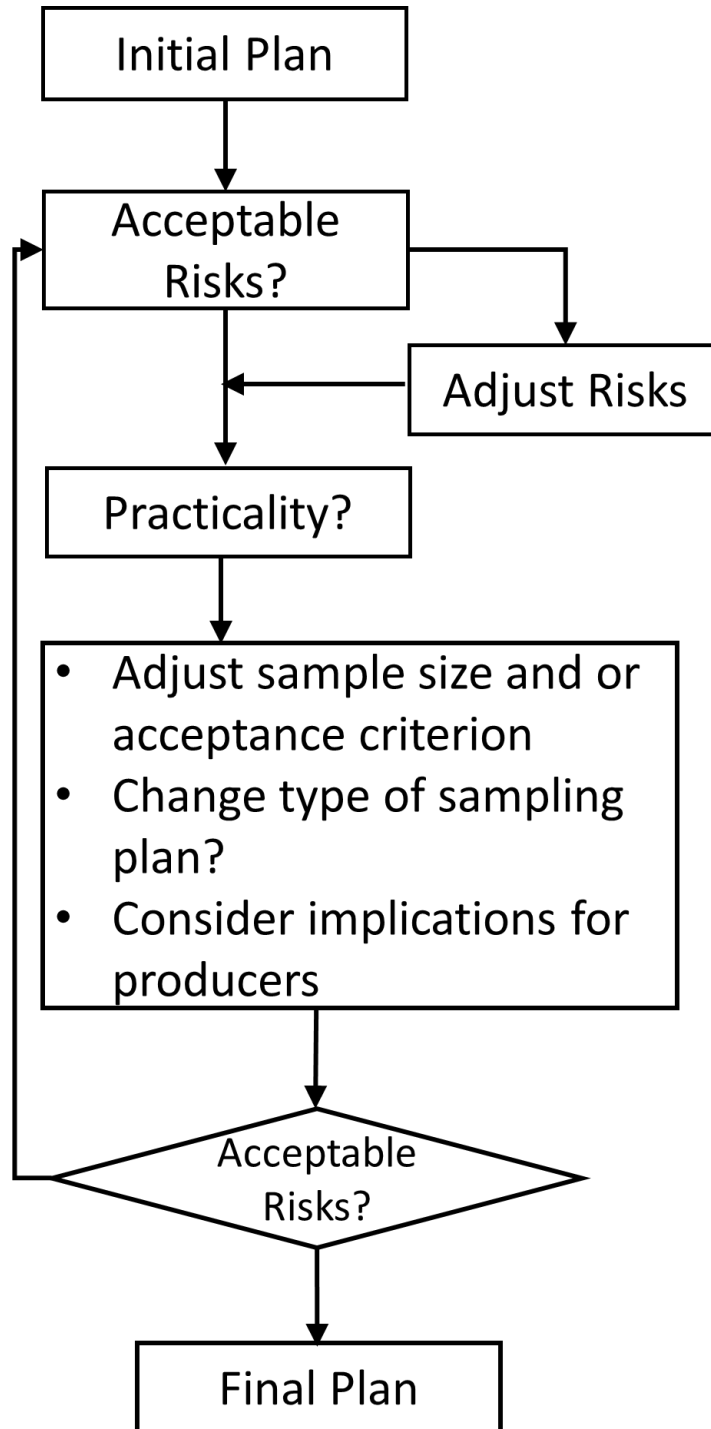 Initial Plan
Acceptable
Risks?
Adjust Risks
Practicality?
• Adjust sample size and or
acceptance criterion
• Change type of sampling
plan?
• Consider implications for
producers
Acceptable
Risks?
Final Plan